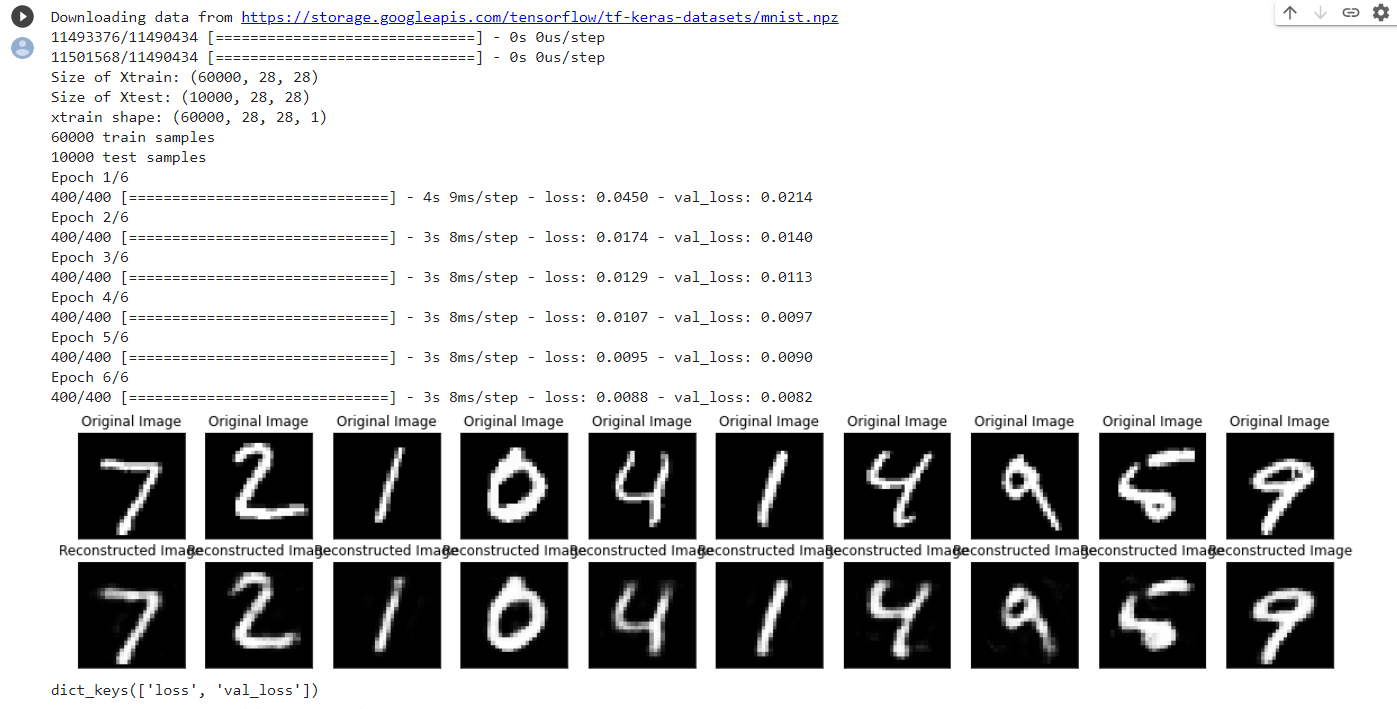 Downloading data from https://storage.googleapis.com/tensorflow/tf-keras-datasets/mnist.npz
11493376/11490434 [==============================] - 0s 0us/step
11501568/11490434 [==============================] - 0s 0us/step
Size of Xtrain: (60000, 28, 28)
Size of Xtest: (10000, 28, 28)
xtrain shape: (60000, 28, 28, 1)
60000 train samples
10000 test samples
Epoch 1/6
400/400 [==============================] - 4s 9ms/step - loss: 0.0450 - val_loss: 0.0214
Epoch 2/6
400/400 [==============================] - 3s 8ms/step - loss: 0.0174 - val_loss: 0.0140
Epoch 3/6
400/400 [==============================] - 3s 8ms/step - loss: 0.0129 - val_loss: 0.0113
Epoch 4/6
400/400 [==============================] - 3s 8ms/step - loss: 0.0107 - val_loss: 0.0097
Epoch 5/6
400/400 [==============================] - 3s 8ms/step - loss: 0.0095 - val_loss: 0.0090
Epoch 6/6
400/400 [==============================] - 3s 8ms/step - loss: 0.0088 - val_loss: 0.0082
Original Image Original Image Original Image Original Image Original Image Original Image Original Image Original Image Original Image Original Image
7 2 1 0 4 1 4 9 5 9
Reconstructed Image Reconstructed Image Reconstructed Image Reconstructed Image Reconstructed Image Reconstructed Image Reconstructed Image Reconstructed Image Reconstructed Image Reconstructed Image
7 2 1 0 4 1 4 9 5 9
dict_keys(['loss', 'val_loss'])